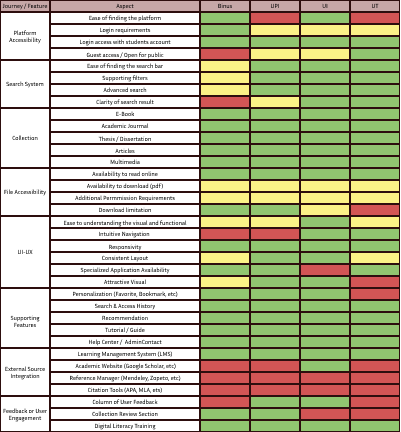 Journey / Feature Aspect Binus UPI UI UT
Platform Accessibility
Ease of finding the platform
Login requirements
Login access with students account
Guest access / Open for public
Search System
Ease of finding the search bar
Supporting filters
Advanced search
Clarity of search result
Collection
E-Book
Academic Journal
Thesis / Dissertation
Articles
Multimedia
File Accessibility
Availability to read online
Availability to download (pdf)
Additional Permmission Requirements
Download limitation
UI-UX
Ease to understanding the visual and functional
Intuitive Navigation
Responsivity
Consistent Layout
Specialized Application Availability
Attractive Visual
Supporting Features
Personalization (Favorite, Bookmark, etc)
Search & Access History
Recommendation
Tutorial / Guide
Help Center / AdminContact
External Source Integration
Learning Management System (LMS)
Academic Website (Google Scholar, etc)
Reference Manager (Mendeley, Zopeto, etc)
Citation Tools (APA, MLA, ets)
Feedback or User Engagement
Column of User Feedback
Collection Review Section
Digital Literacy Training